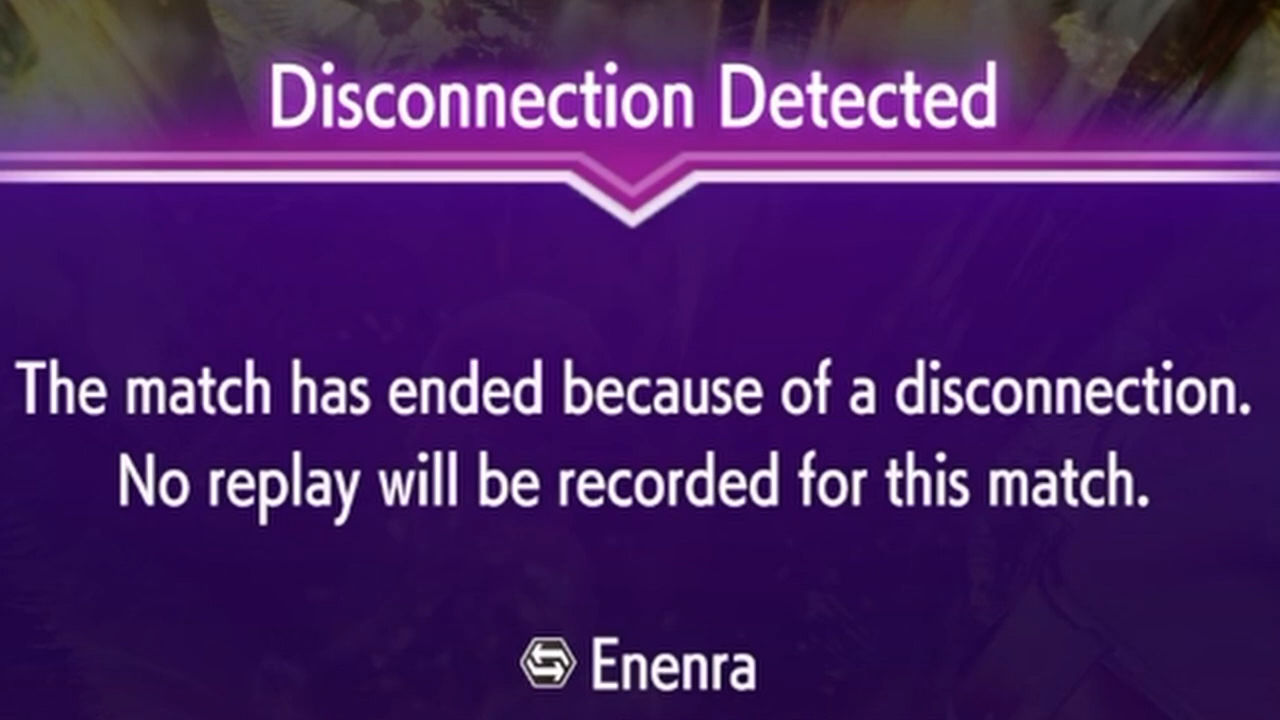 Disconnection Detected
The match has ended because of a disconnection.
No replay will be recorded for this match.
Enenra